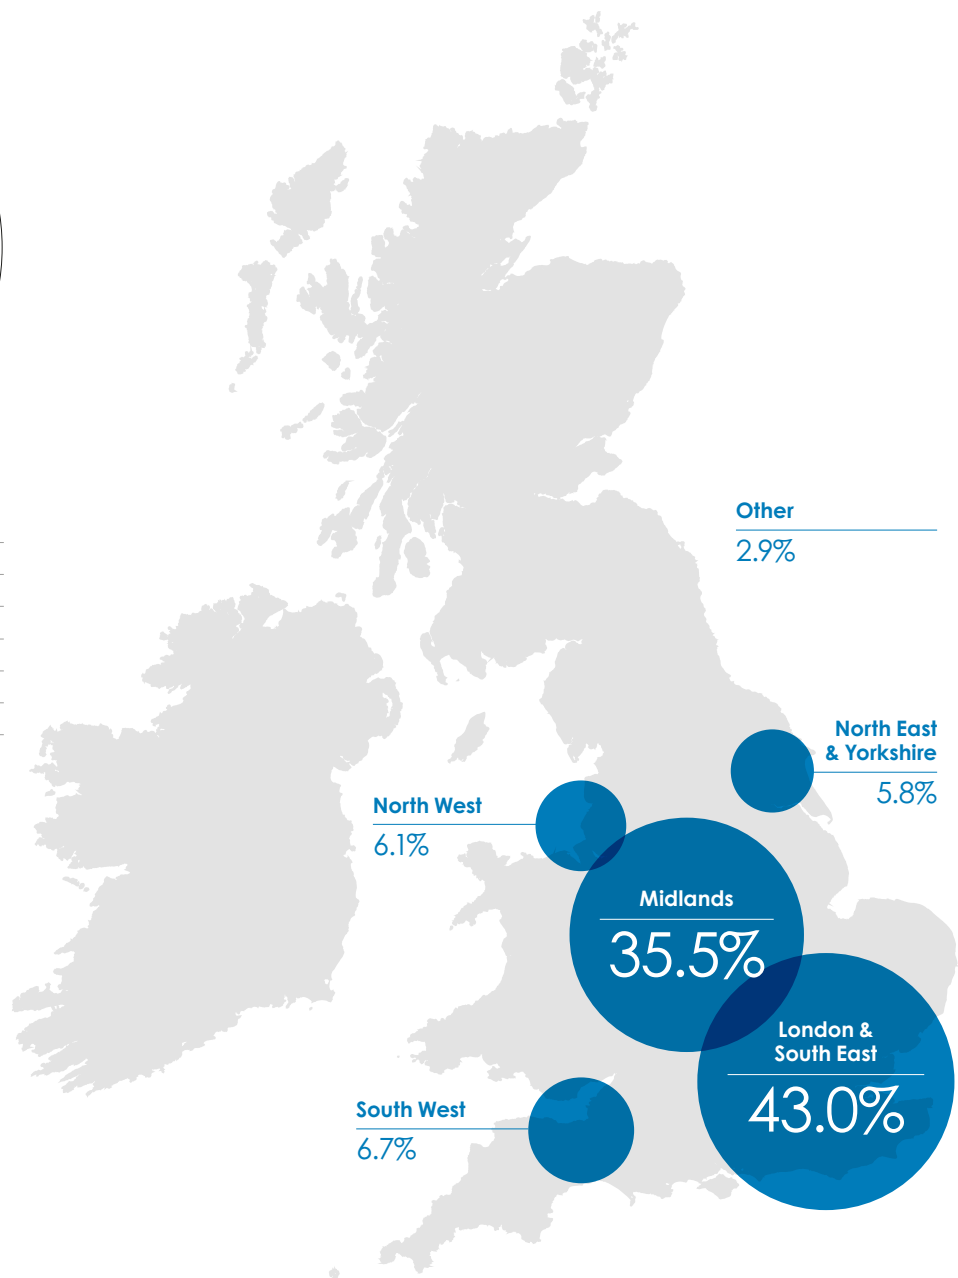 Other
2.9%
North East
& Yorkshire
5.8%
North West
6.1%
Midlands
35.5%
London &
South East
43.0%
South West
6.7%